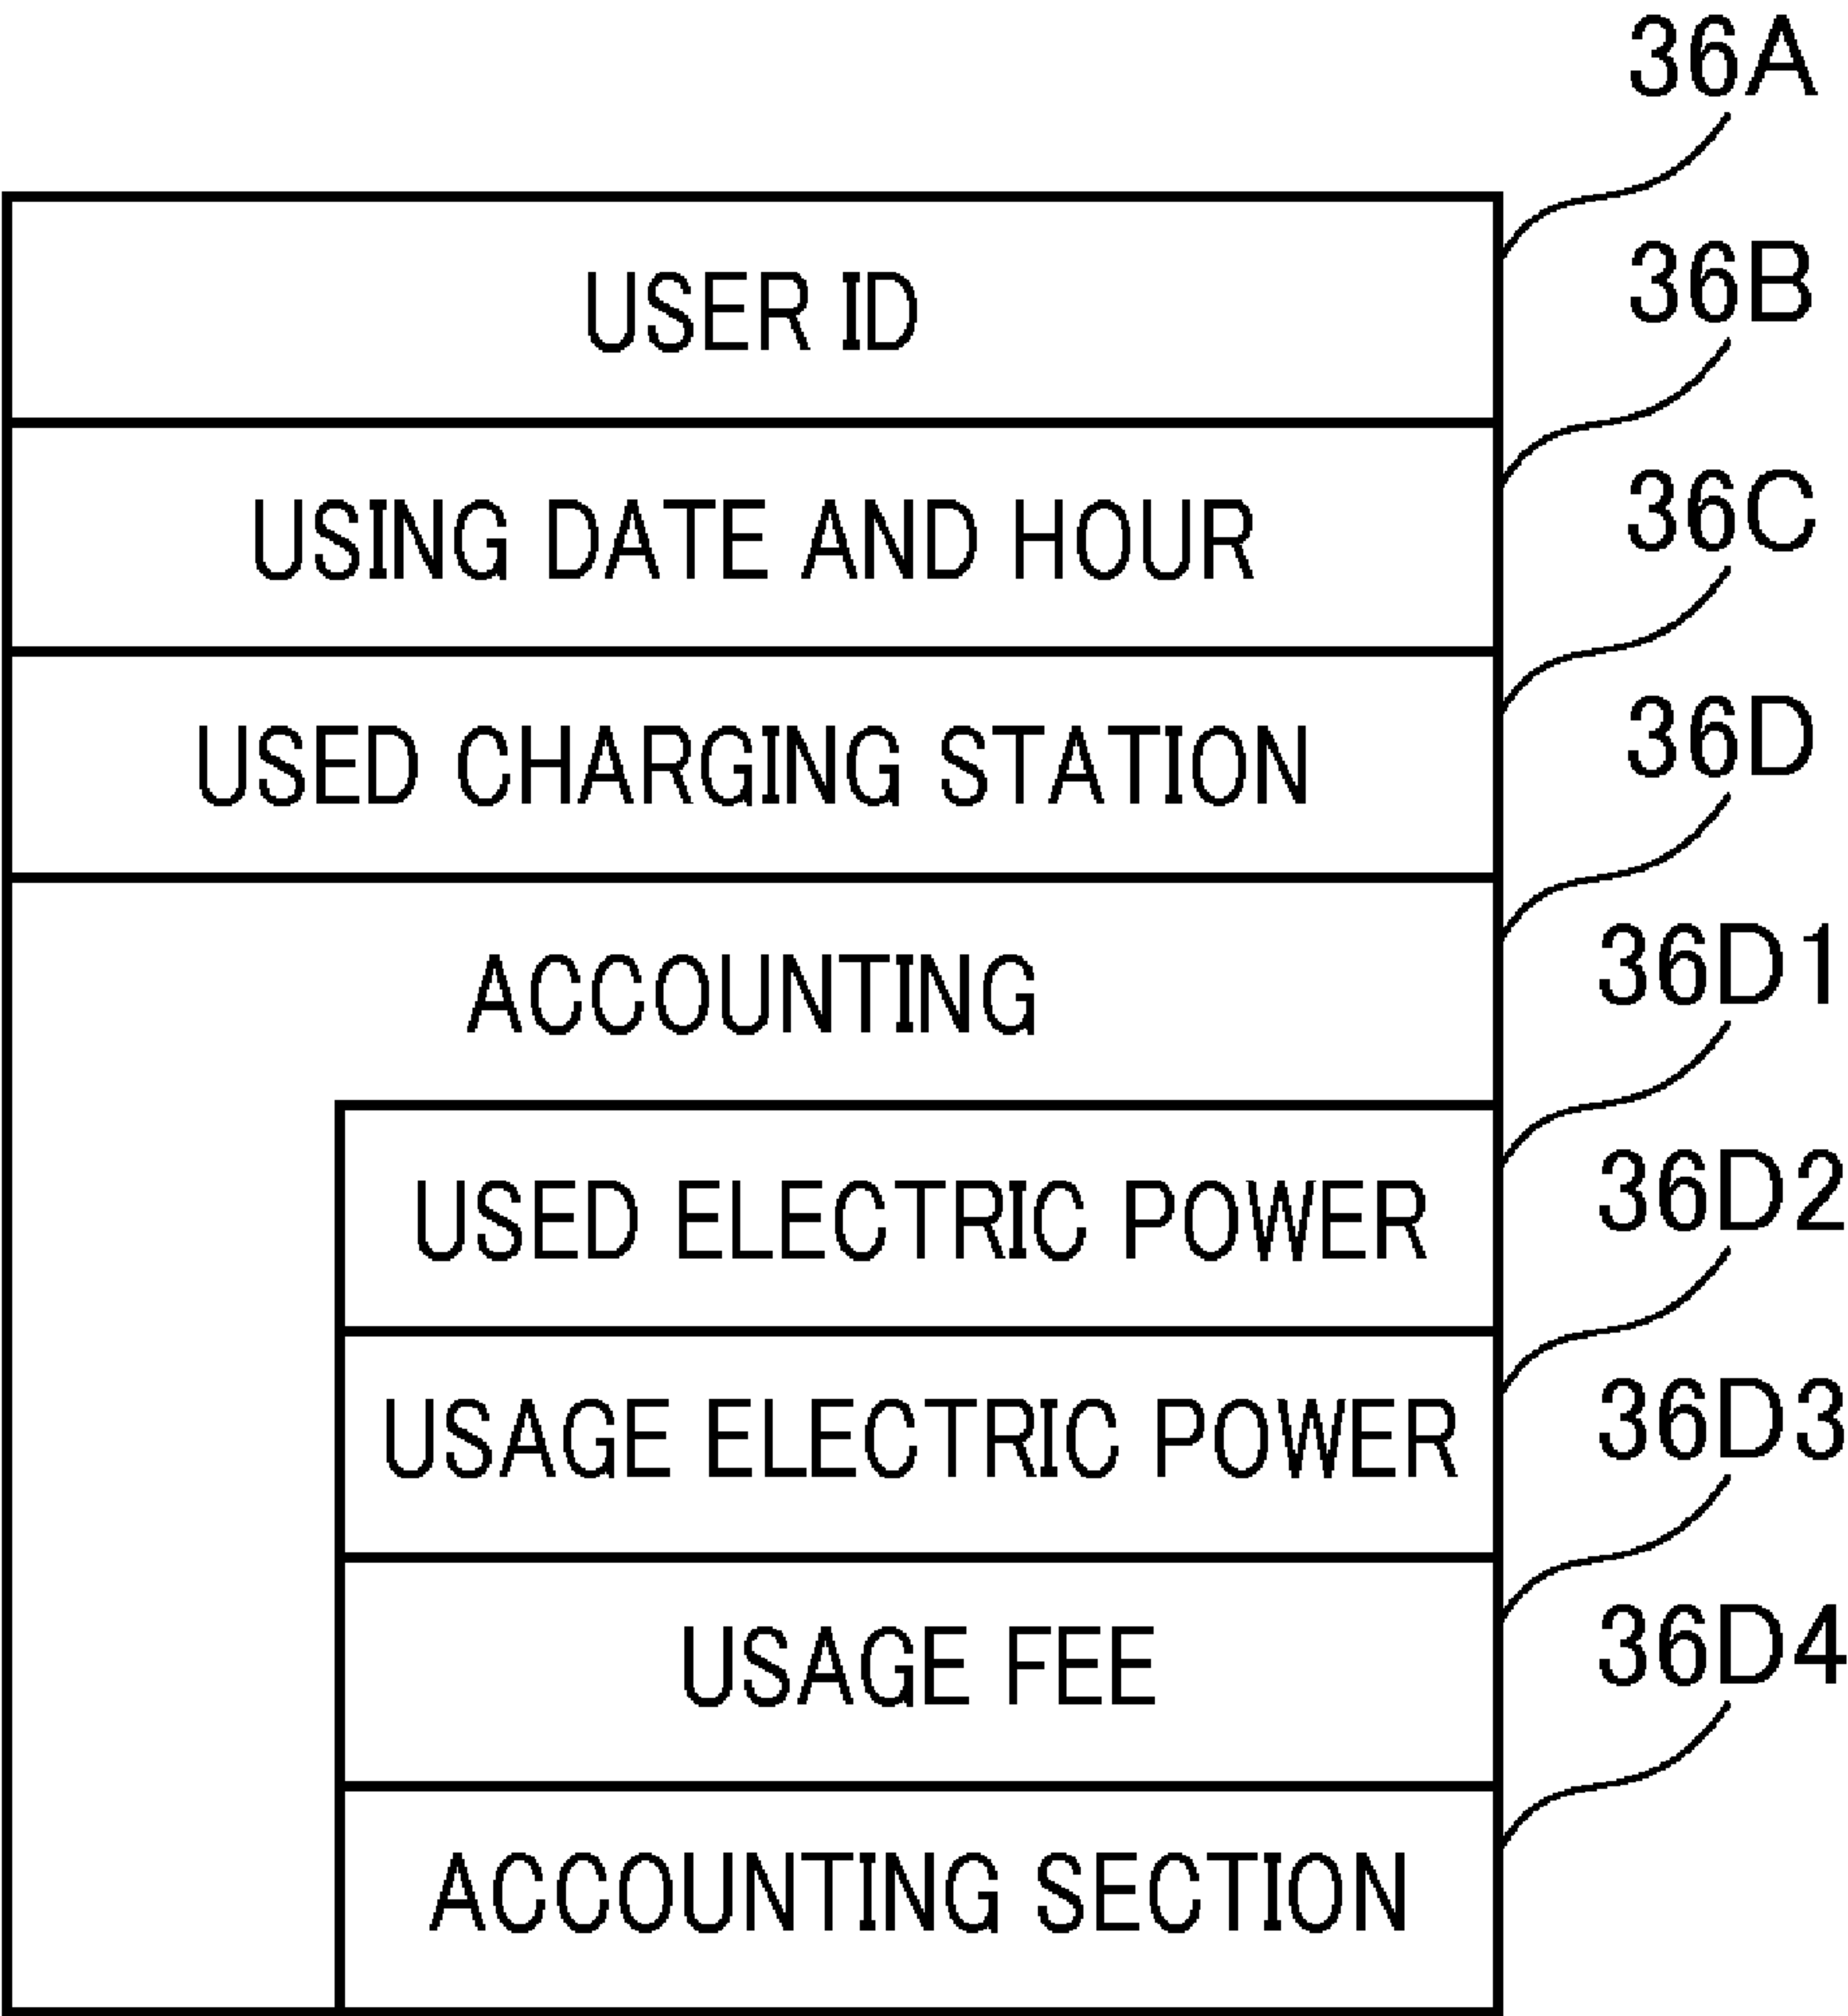 36A
USER ID
36B
USING DATE AND HOUR
36C
USED CHARGING STATION
36D
ACCOUNTING
36D1
USED ELECTRIC POWER
36D2
USAGE ELECTRIC POWER
36D3
USAGE FEE
36D4
ACCOUNTING SECTION